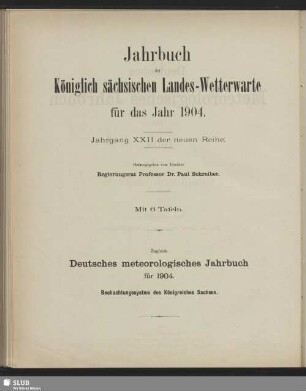 Jahrbuch
der
Königlich sächsischen Landes-Wetterwarte
für das Jahr 1904.
Jahrgang XXII der neuen Reihe.
Herausgegeben vom Direktor
Regierungsrat Professor Dr. Paul Schreiber.
Mit 6 Tafeln.
Zugleich:
Deutsches meteorologisches Jahrbuch
für 1904.
Beobachtungssystem des Königreiches Sachsen.
SLUB